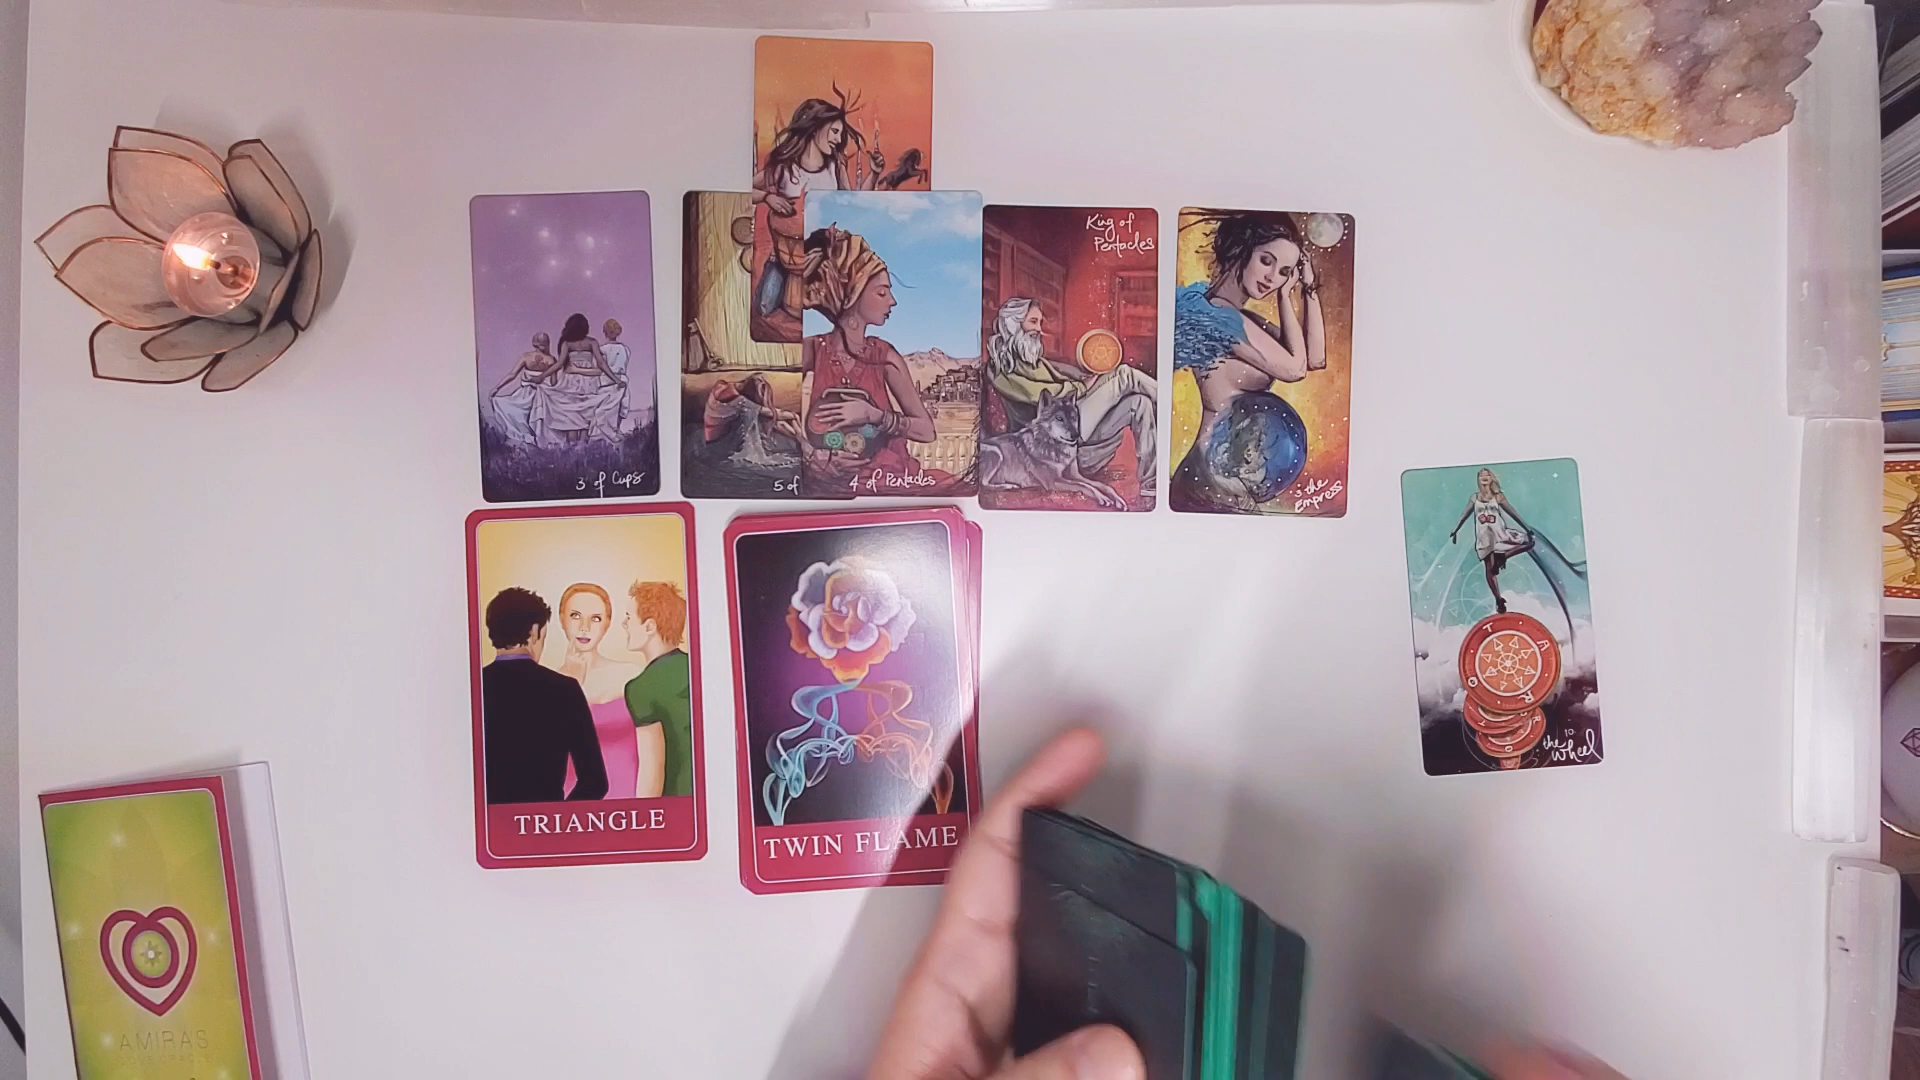 King of
Pentacles
3 of Cups
5 of
4 of Pentacles
3 the
Empress
TRIANGLE
TWIN FLAME
T A R O
10
the Wheel
AMIRA'S